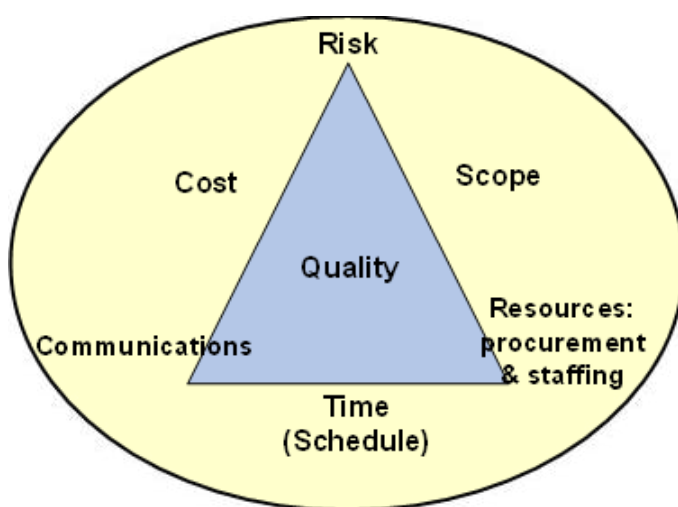 Risk
Cost
Scope
Quality
Resources:
procurement
& staffing
Communications
Time
(Schedule)